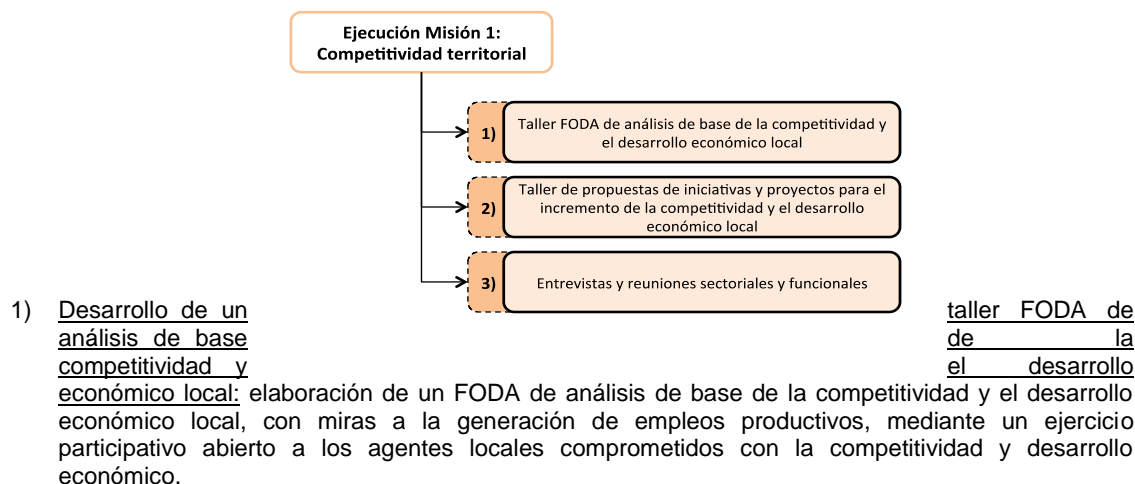 Ejecución Misión 1:
Competitividad territorial
1)
Taller FODA de análisis de base de la competitividad y
el desarrollo económico local
2)
Taller de propuestas de iniciativas y proyectos para el
incremento de la competitividad y el desarrollo
económico local
3)
Entrevistas y reuniones sectoriales y funcionales
1) Desarrollo de un taller FODA de
análisis de base de la
competitividad y el desarrollo
económico local: elaboración de un FODA de análisis de base de la competitividad y el desarrollo
económico local, con miras a la generación de empleos productivos, mediante un ejercicio
participativo abierto a los agentes locales comprometidos con la competitividad y desarrollo
económico.